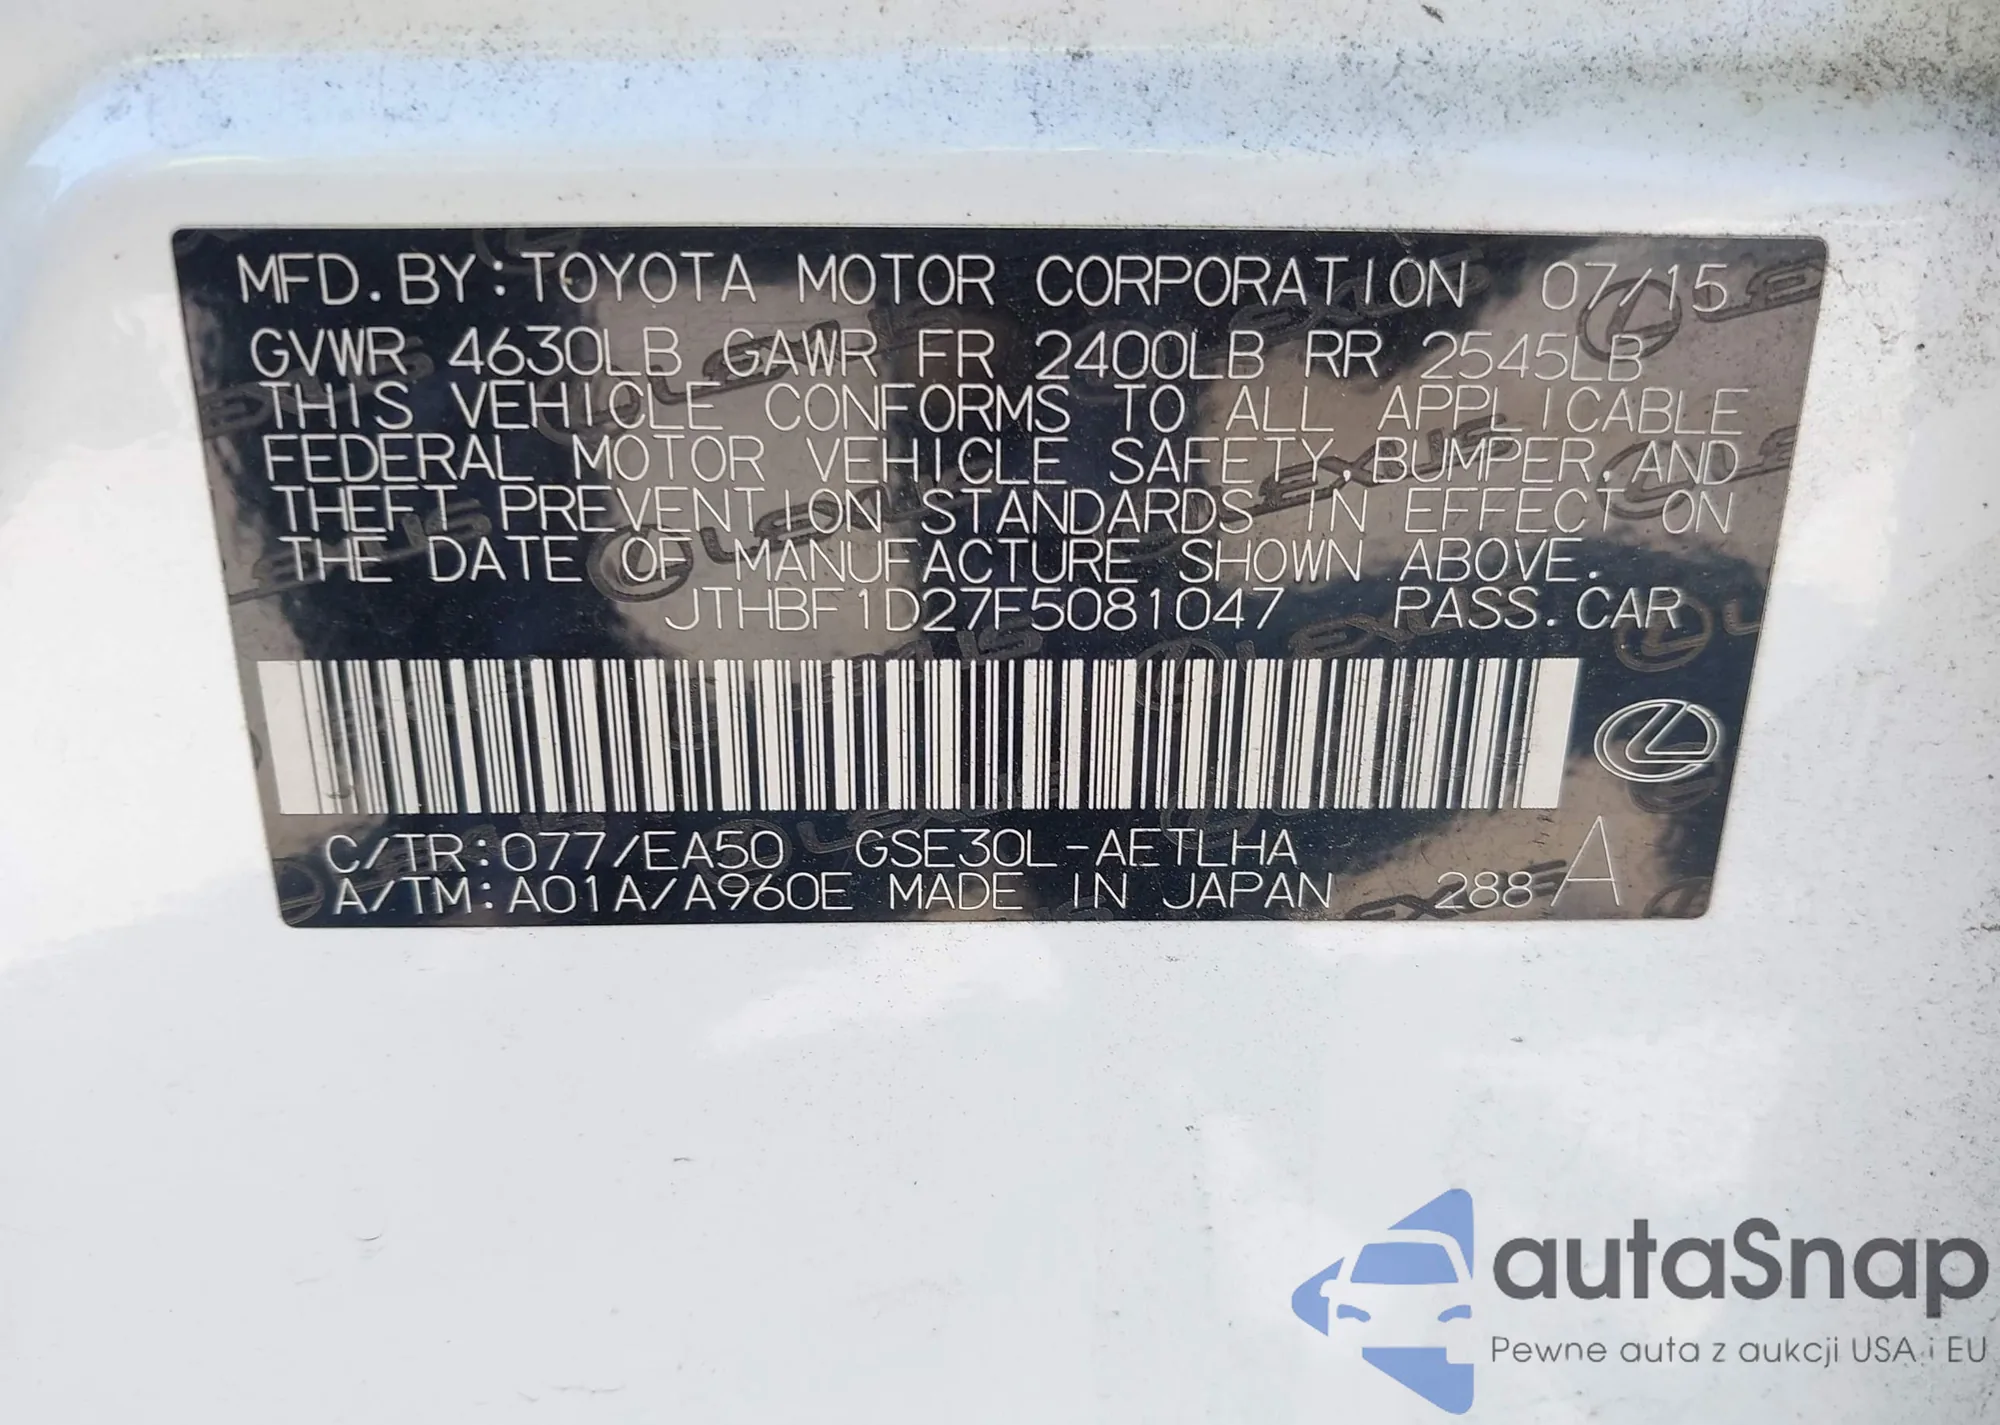 MFD. BY: TOYOTA MOTOR CORPORATION 07/15
GVWR 4630LB GAWR FR 2400LB RR 2545LB
THIS VEHICLE CONFORMS TO ALL APPLICABLE
FEDERAL MOTOR VEHICLE SAFETY, BUMPER, AND
THEFT PREVENTION STANDARDS IN EFFECT ON
THE DATE OF MANUFACTURE SHOWN ABOVE.
JTHBF1D27F5081047 PASS. CAR
C/TR:077/EA50 GSE30L-AETLHA
A/TM:A01A/A960E MADE IN JAPAN 288 A
autaSnap
Pewne auta z aukcji USA i EU